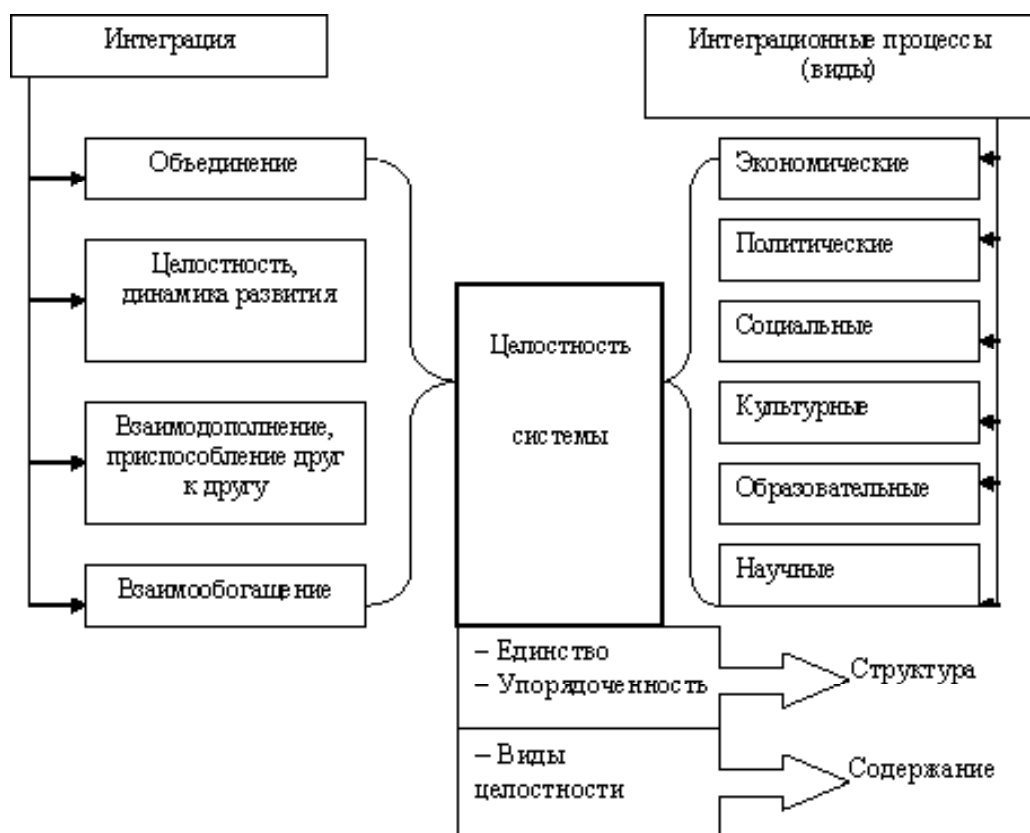 Интеграция
Объединение
Целостность,
динамика развития
Взаимодополнение,
приспособление друг
к другу
Взаимообогащение
Целостность
системы
Интеграционные процессы
(виды)
Экономические
Политические
Социальные
Культурные
Образовательные
Научные
– Единство
– Упорядоченность
Структура
– Виды
целостности
Содержание